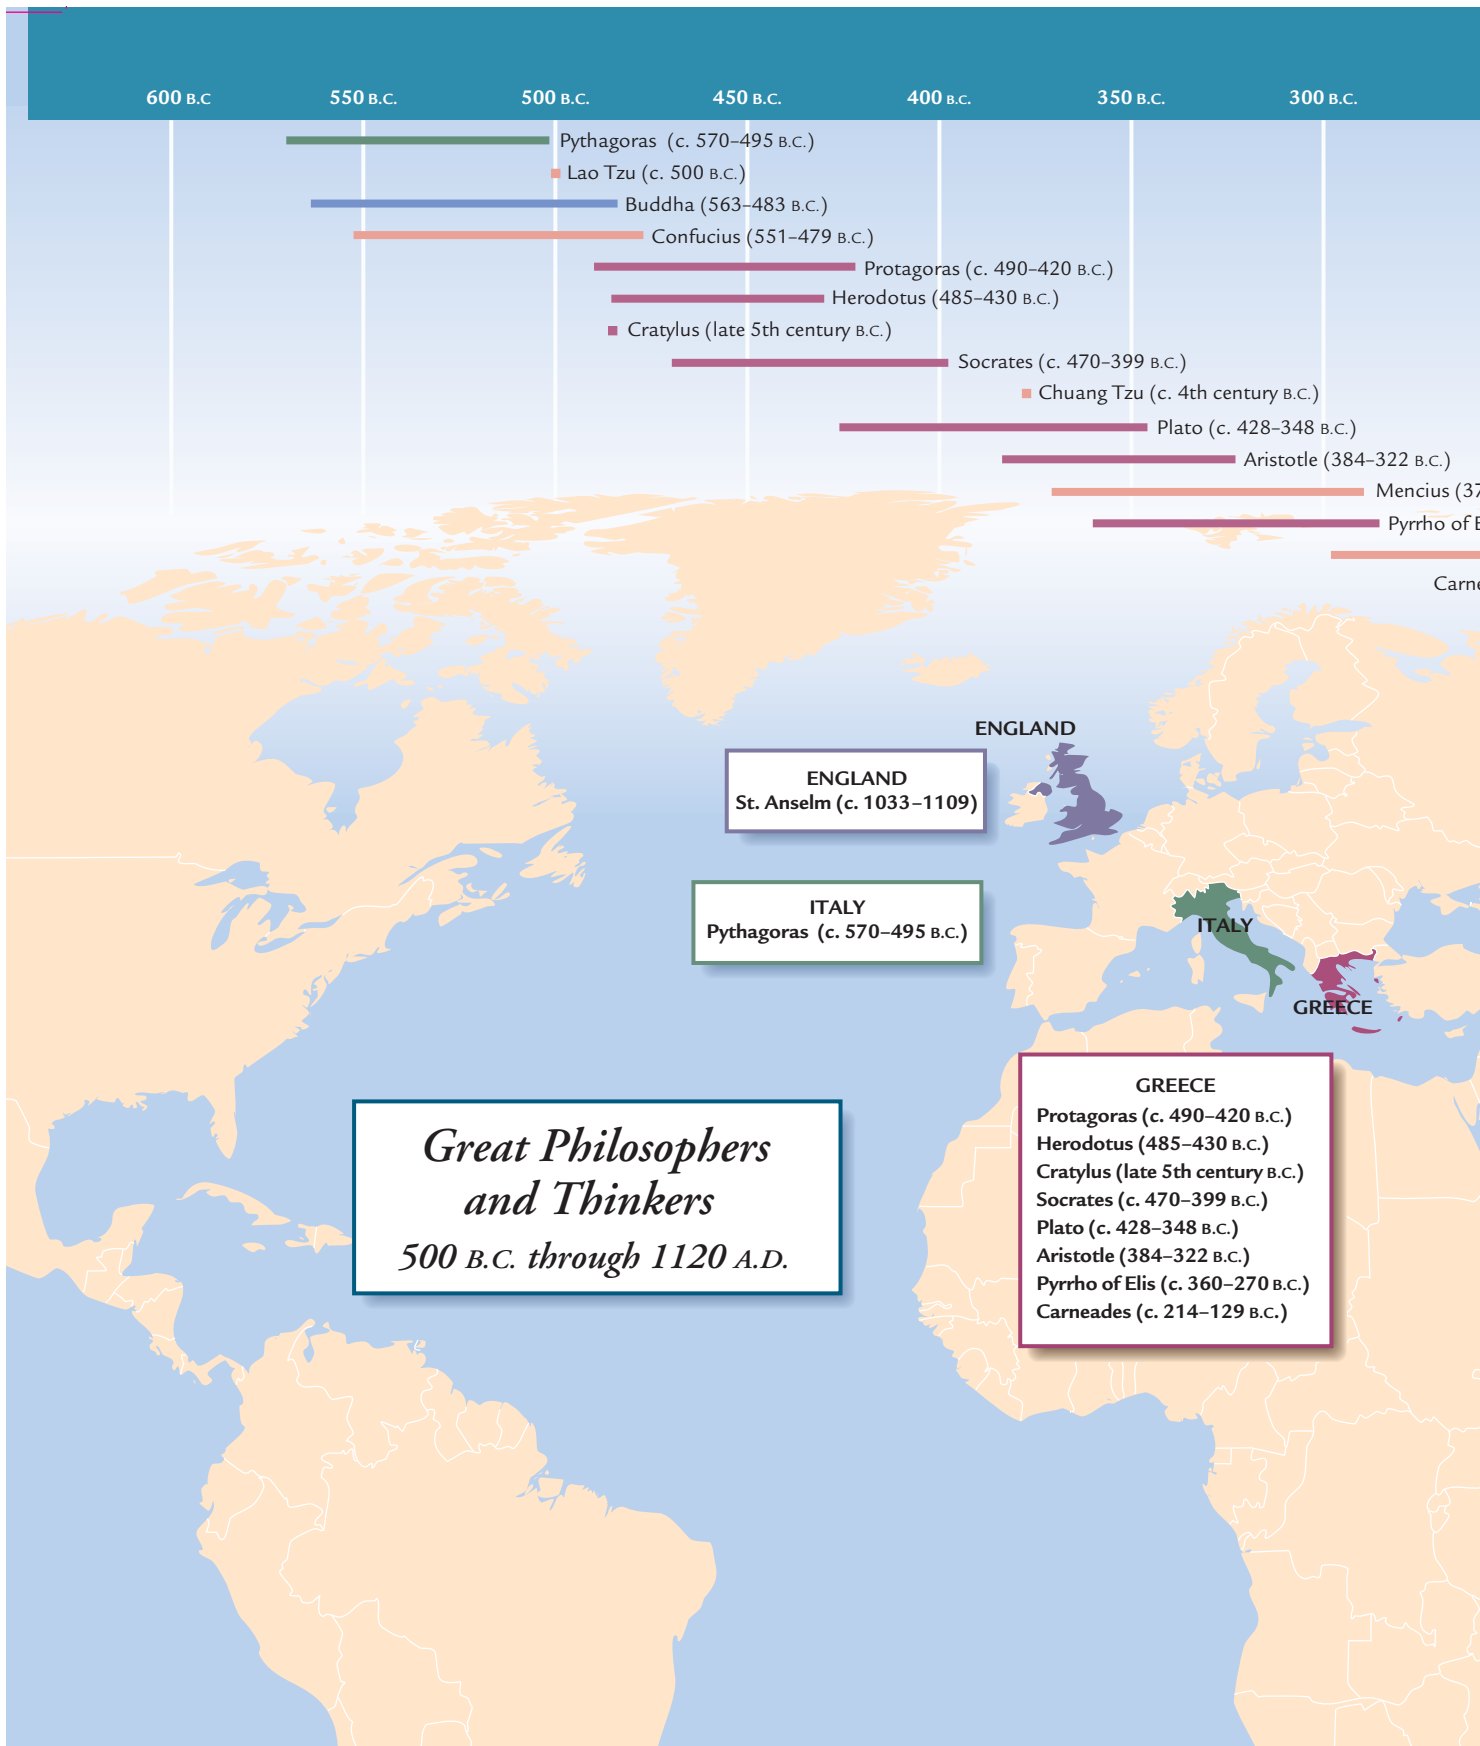 600 B.C
550 B.C.
500 B.C.
450 B.C.
400 B.C.
350 B.C.
300 B.C.
Pythagoras (c. 570–495 B.C.)
Lao Tzu (c. 500 B.C.)
Buddha (563–483 B.C.)
Confucius (551–479 B.C.)
Protagoras (c. 490–420 B.C.)
Herodotus (485–430 B.C.)
Cratylus (late 5th century B.C.)
Socrates (c. 470–399 B.C.)
Chuang Tzu (c. 4th century B.C.)
Plato (c. 428–348 B.C.)
Aristotle (384–322 B.C.)
Mencius (37
Pyrrho of E
Carne
ENGLAND
ENGLAND
St. Anselm (c. 1033–1109)
ITALY
Pythagoras (c. 570–495 B.C.)
ITALY
GREECE
GREECE
Protagoras (c. 490–420 B.C.)
Herodotus (485–430 B.C.)
Cratylus (late 5th century B.C.)
Socrates (c. 470–399 B.C.)
Plato (c. 428–348 B.C.)
Aristotle (384–322 B.C.)
Pyrrho of Elis (c. 360–270 B.C.)
Carneades (c. 214–129 B.C.)
Great Philosophers
and Thinkers
500 B.C. through 1120 A.D.